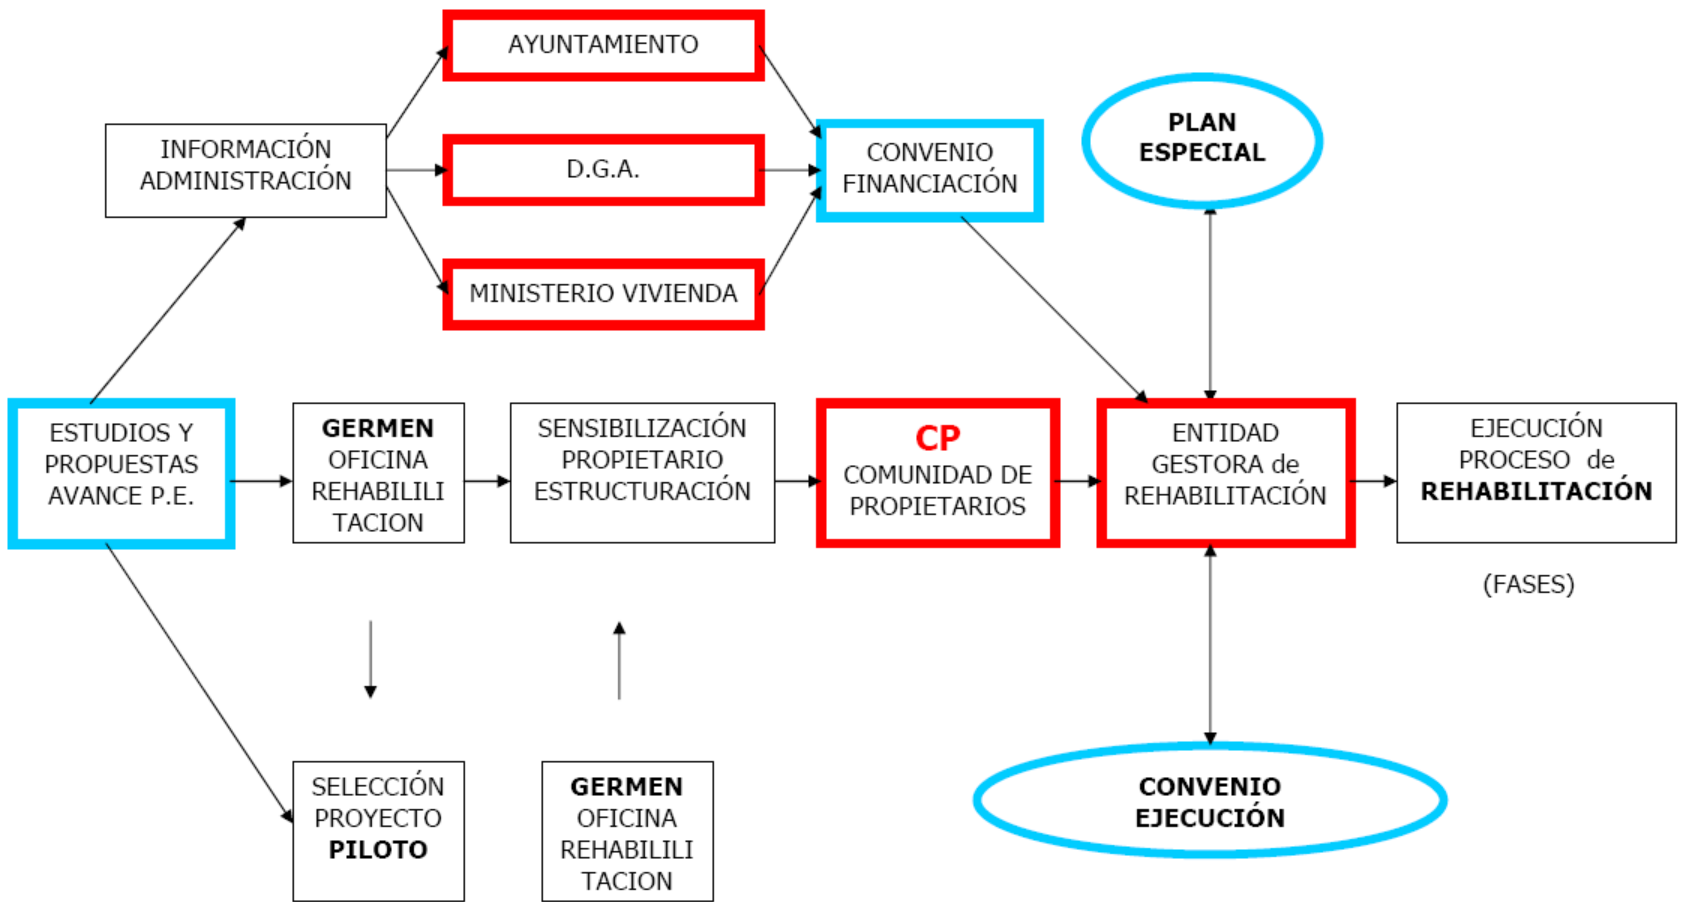 AYUNTAMIENTO
INFORMACIÓN
ADMINISTRACIÓN
D.G.A.
CONVENIO
FINANCIACIÓN
PLAN
ESPECIAL
MINISTERIO VIVIENDA
ESTUDIOS Y
PROPUESTAS
AVANCE P.E.
GERMEN
OFICINA
REHABILILI
TACION
SENSIBILIZACIÓN
PROPIETARIO
ESTRUCTURACIÓN
CP
COMUNIDAD DE
PROPIETARIOS
ENTIDAD
GESTORA de
REHABILITACIÓN
EJECUCIÓN
PROCESO de
REHABILITACIÓN
(FASES)
SELECCIÓN
PROYECTO
PILOTO
GERMEN
OFICINA
REHABILILI
TACION
CONVENIO
EJECUCIÓN